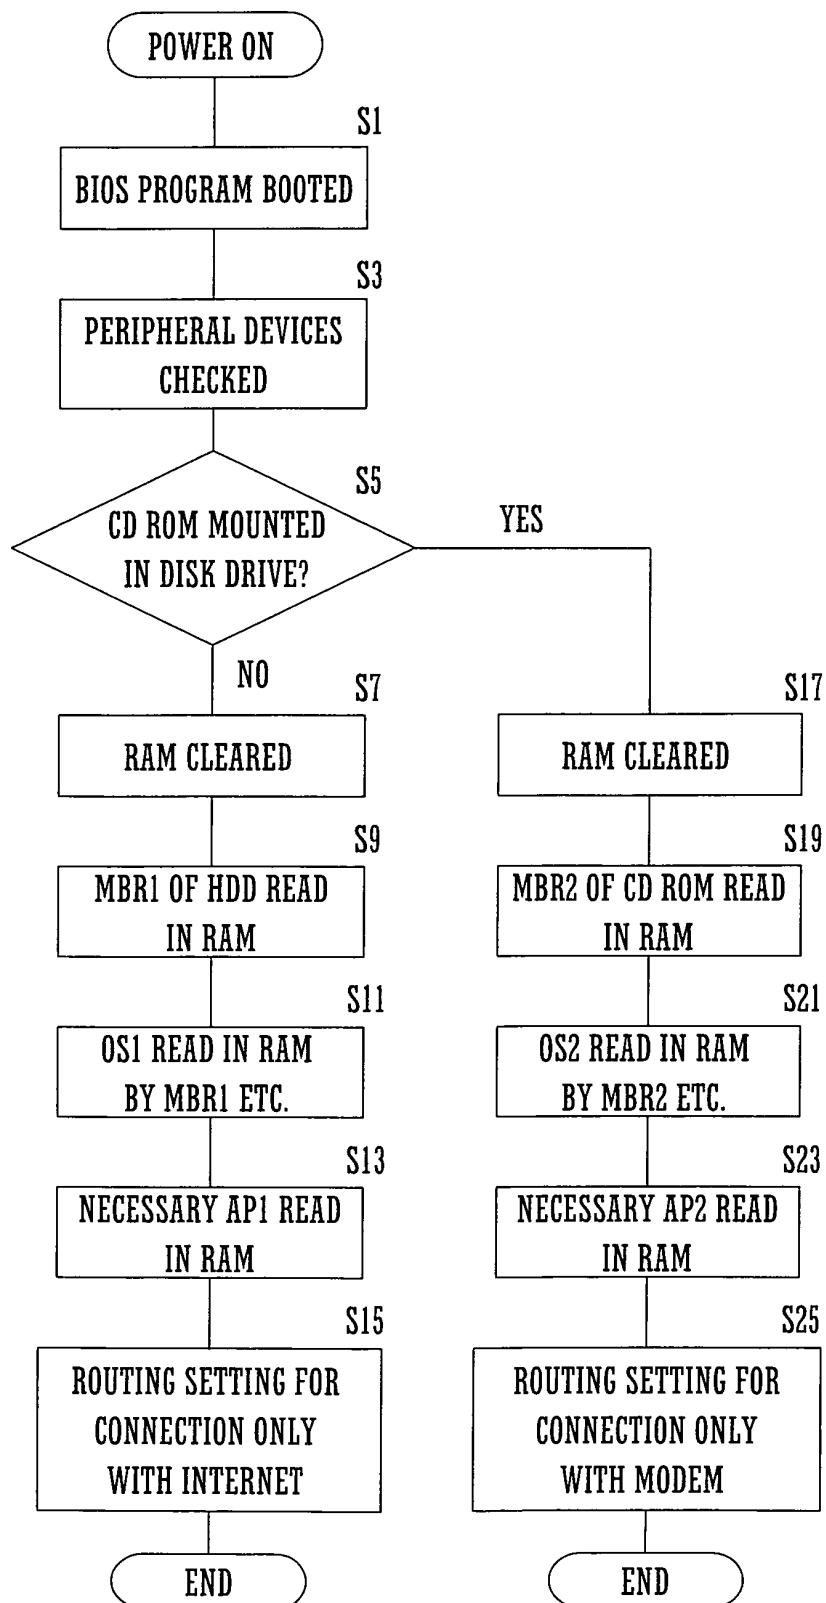 POWER ON
S1
BIOS PROGRAM BOOTED
S3
PERIPHERAL DEVICES
CHECKED
S5
CD ROM MOUNTED
IN DISK DRIVE?
YES
NO
S7
RAM CLEARED
S9
MBR1 OF HDD READ
IN RAM
S11
OS1 READ IN RAM
BY MBR1 ETC.
S13
NECESSARY AP1 READ
IN RAM
S15
ROUTING SETTING FOR
CONNECTION ONLY
WITH INTERNET
END
S17
RAM CLEARED
S19
MBR2 OF CD ROM READ
IN RAM
S21
OS2 READ IN RAM
BY MBR2 ETC.
S23
NECESSARY AP2 READ
IN RAM
S25
ROUTING SETTING FOR
CONNECTION ONLY
WITH MODEM
END